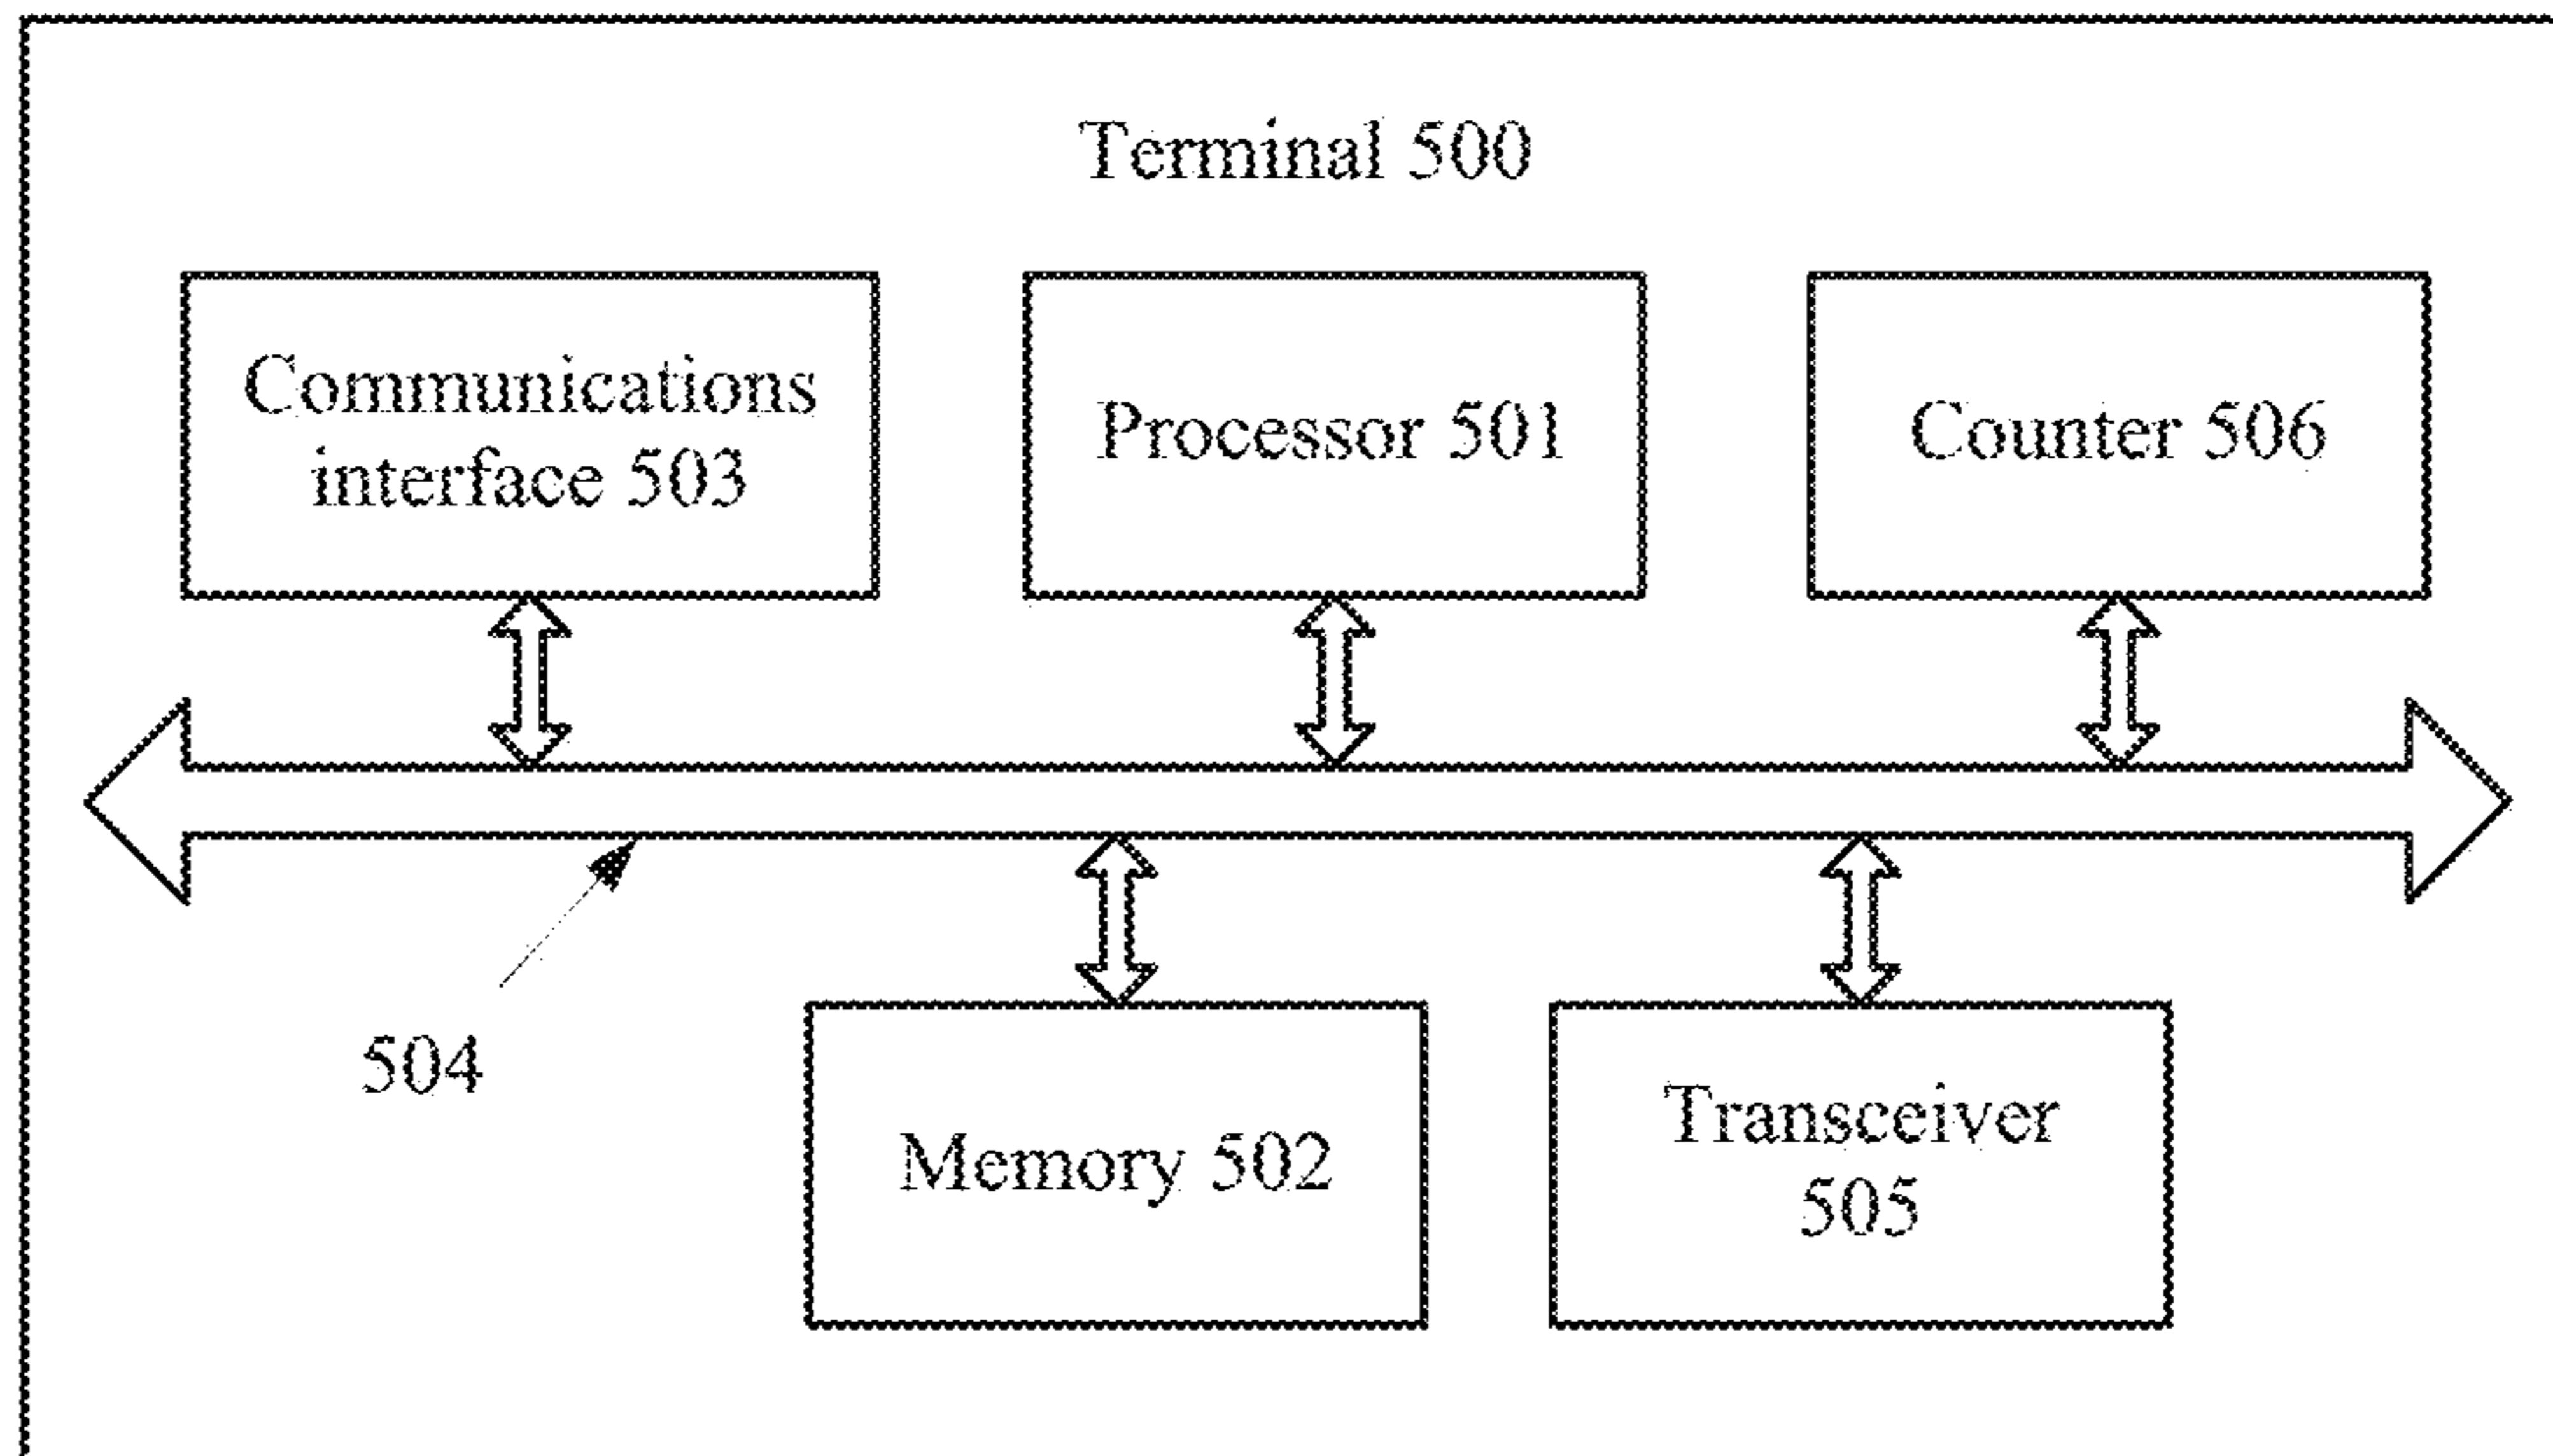 Terminal 500
Communications
interface 503
Processor 501
Counter 506
504
Memory 502
Transceiver
505